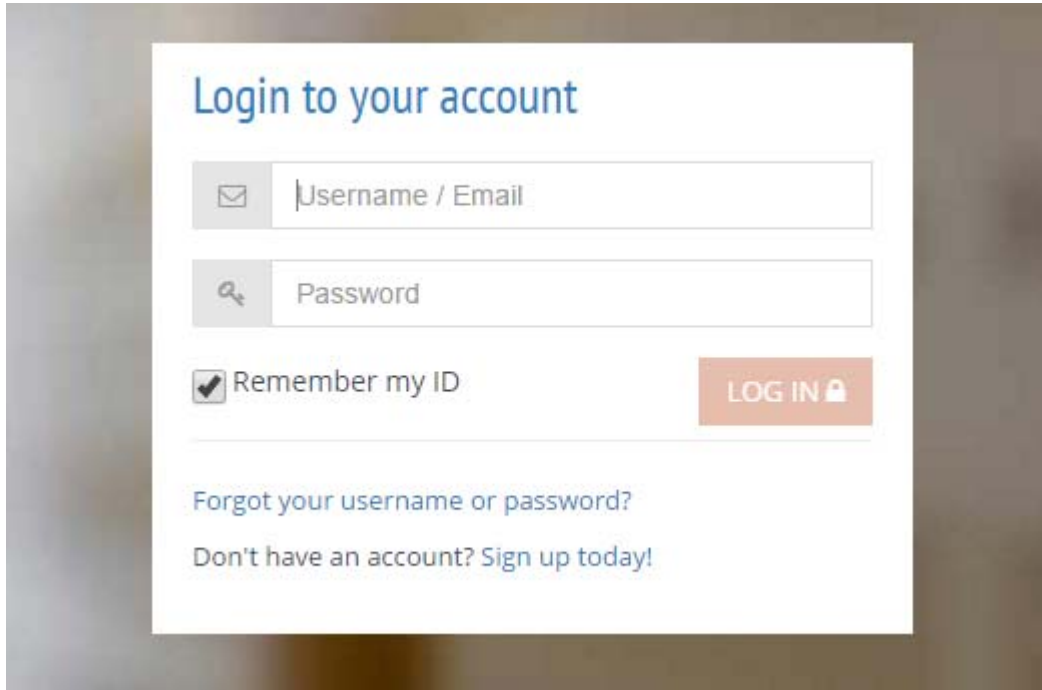 Login to your account
Username / Email
Password
Remember my ID
LOG IN
Forgot your username or password?
Don't have an account? Sign up today!